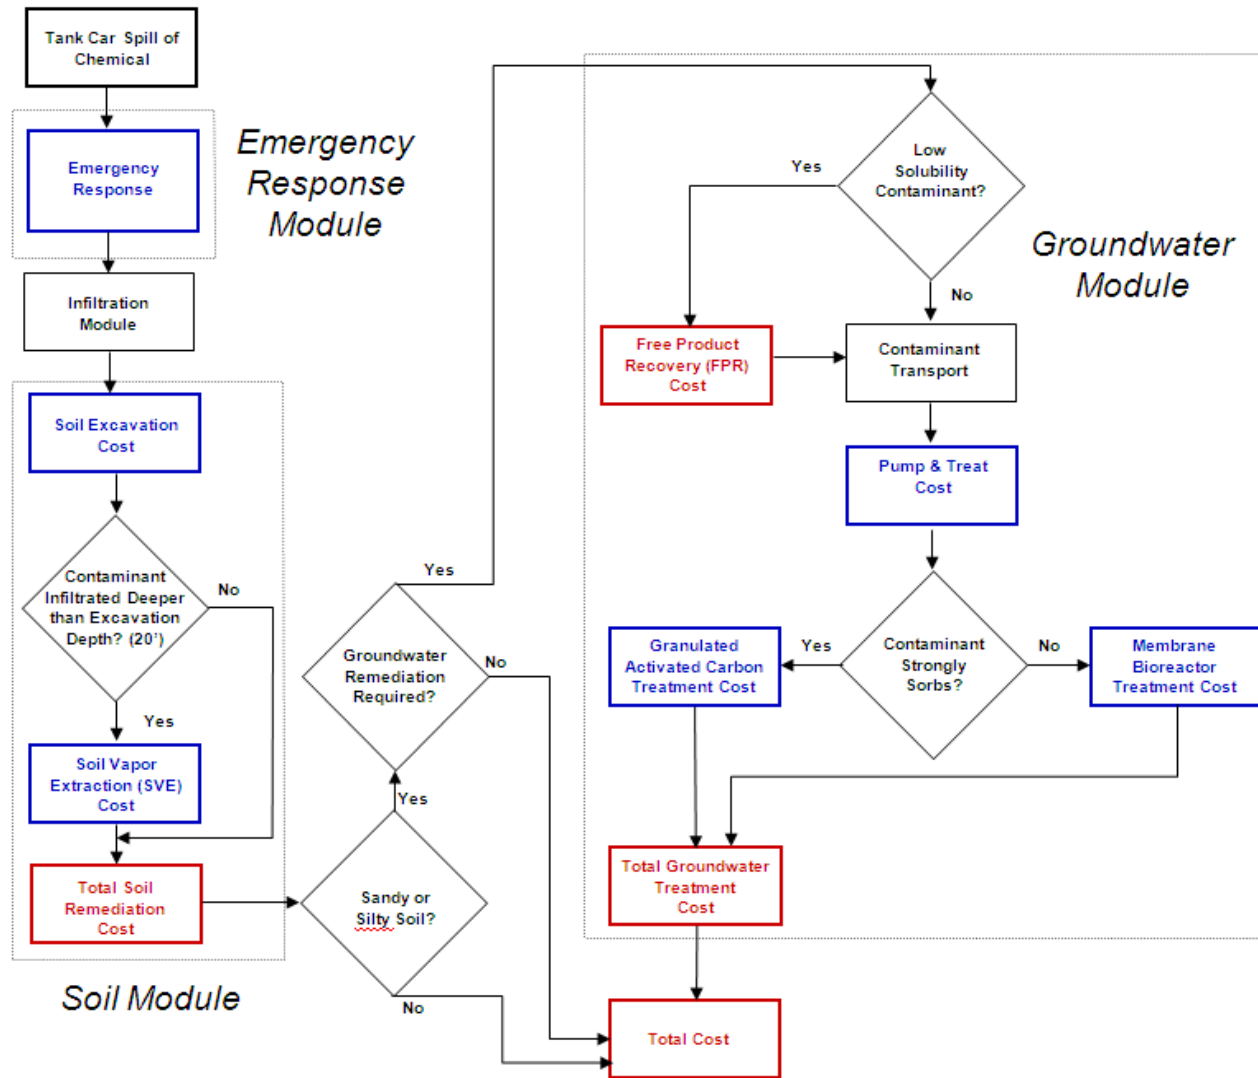 Tank Car Spill of
Chemical
Emergency
Response
Emergency
Response
Module
Infiltration
Module
Soil Excavation
Cost
Contaminant
Infiltrated Deeper
than Excavation
Depth? (20')
No
Yes
Soil Vapor
Extraction (SVE)
Cost
Total Soil
Remediation
Cost
Soil Module
Sandy or
Silty Soil?
Yes
No
Groundwater
Remediation
Required?
Yes
No
Low
Solubility
Contaminant?
Yes
No
Groundwater
Module
Free Product
Recovery (FPR)
Cost
Contaminant
Transport
Pump & Treat
Cost
Contaminant
Strongly
Sorbs?
Yes
No
Granulated
Activated Carbon
Treatment Cost
Membrane
Bioreactor
Treatment Cost
Total Groundwater
Treatment
Cost
Total Cost